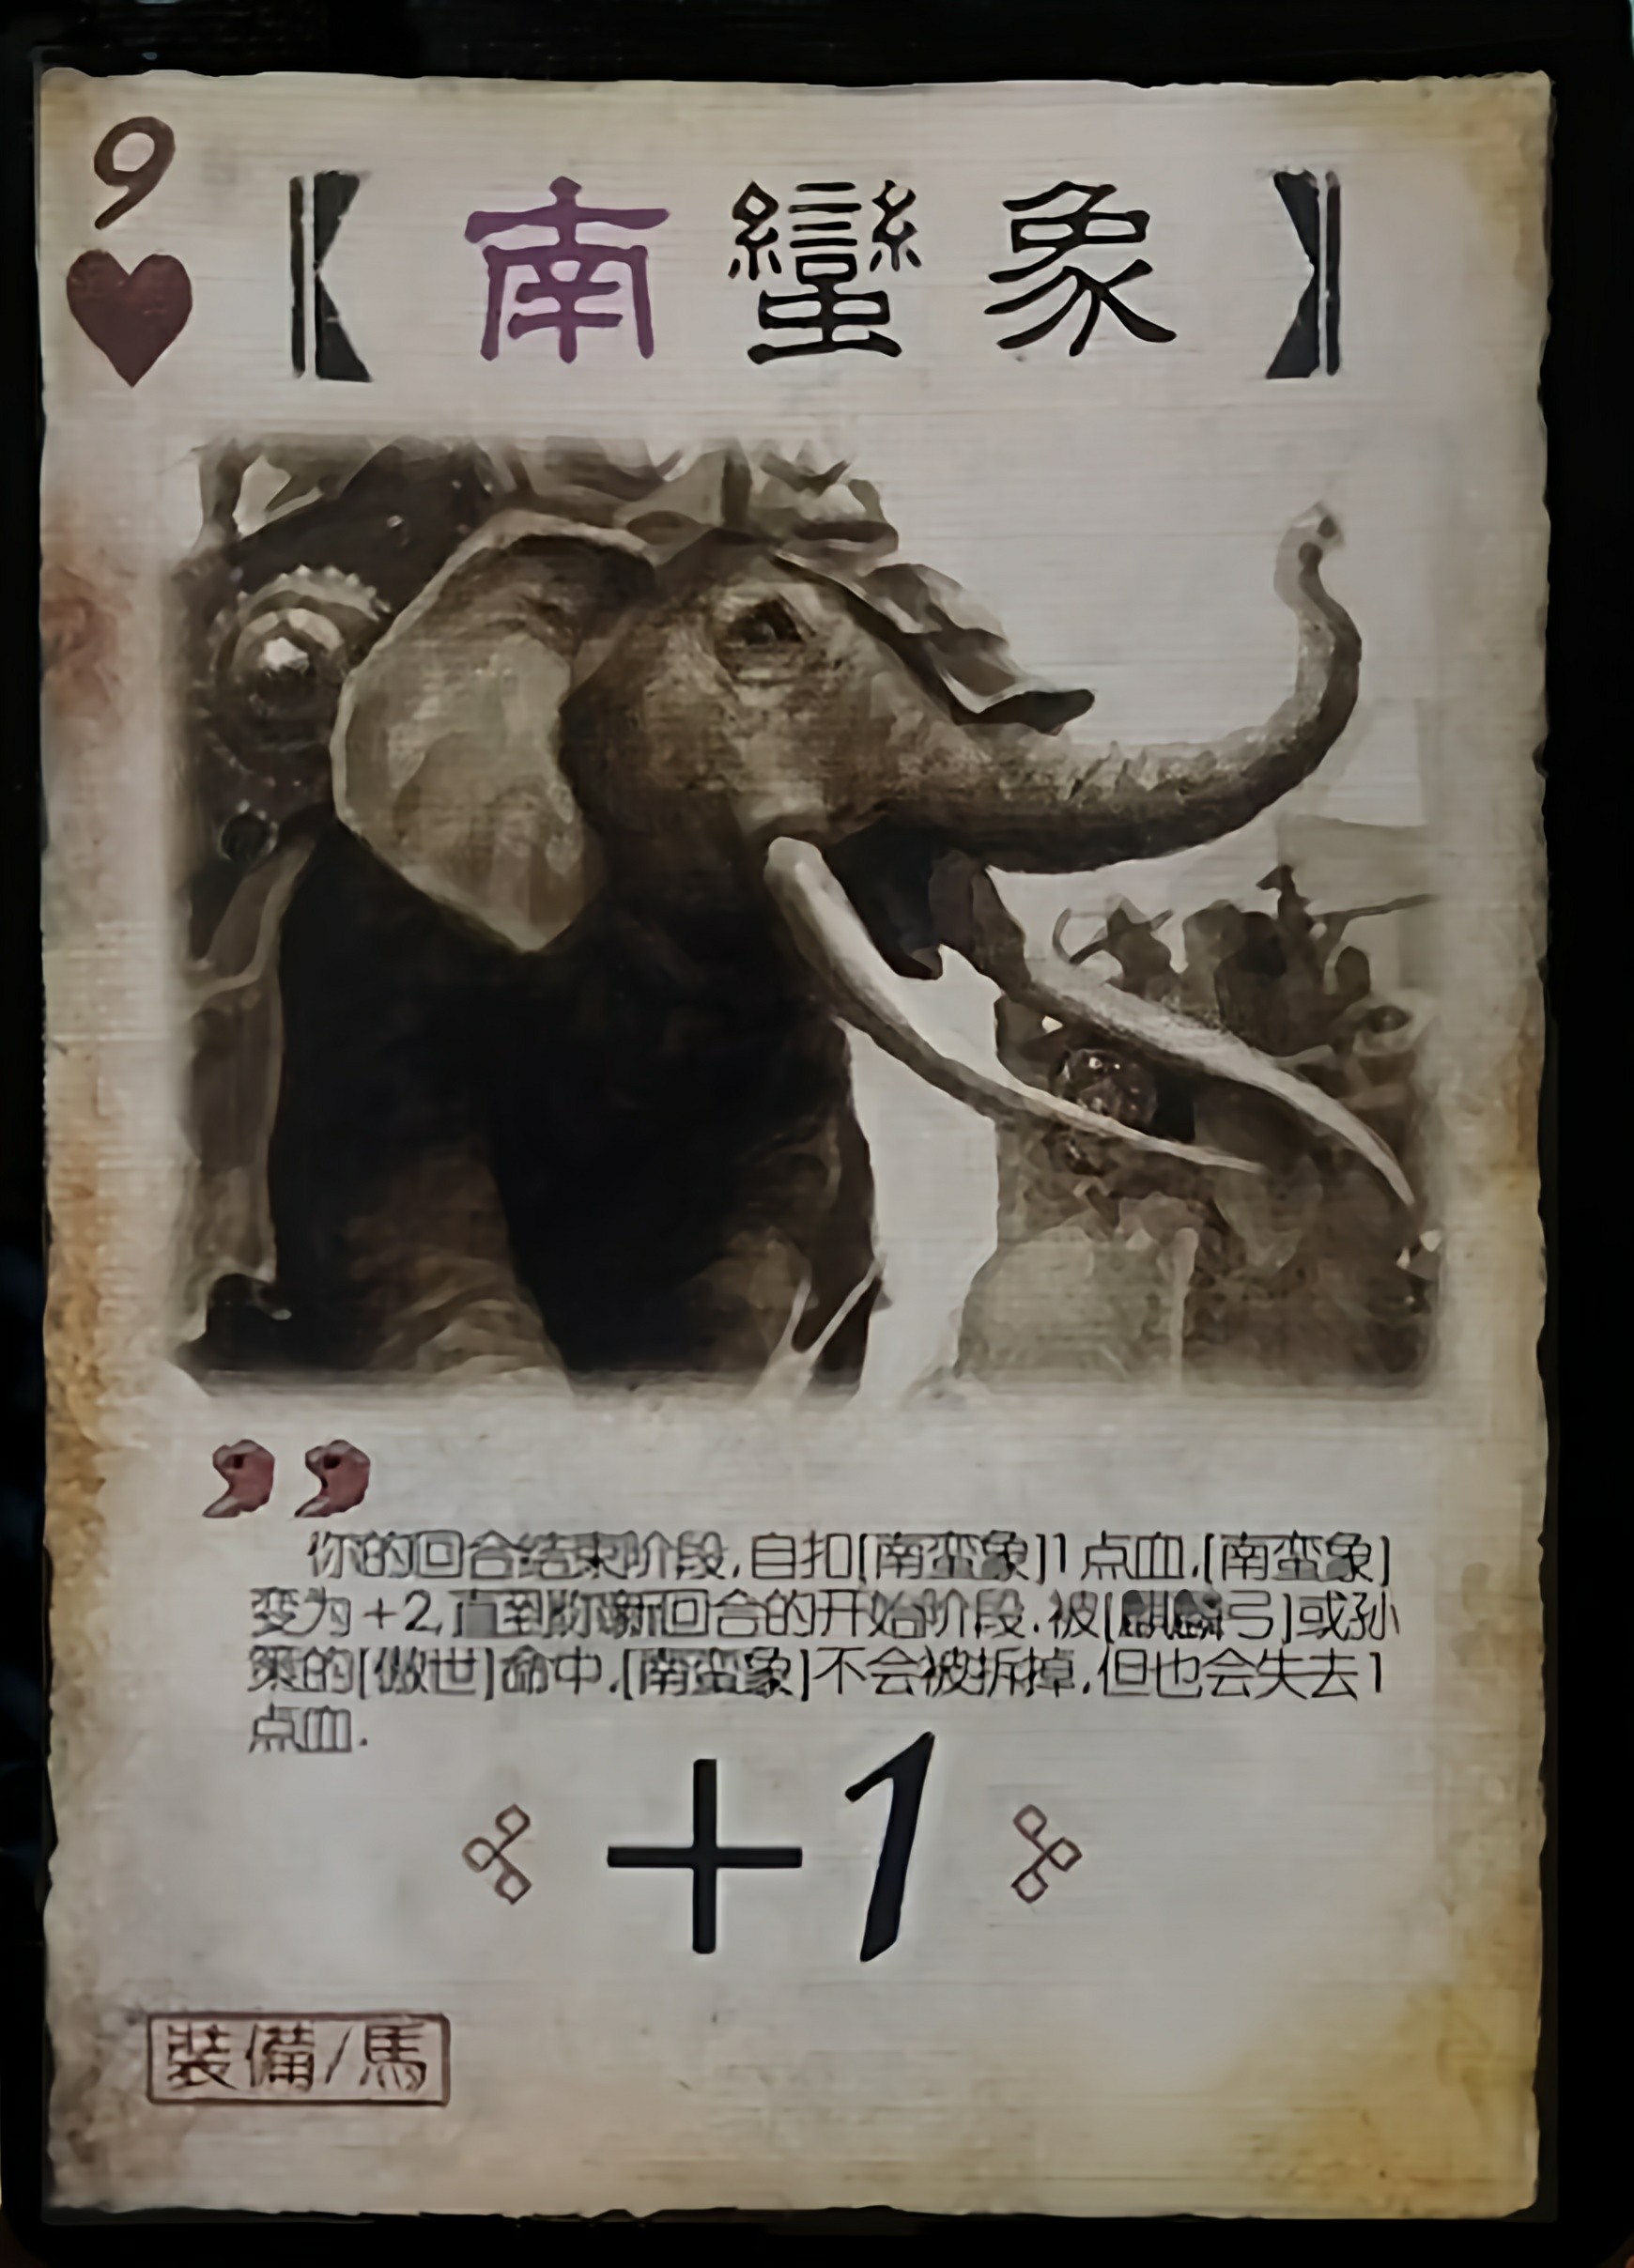 9
【南蠻象】
你的回合结束阶段,自扣[南蛮象]1点血,[南蛮象]
变为+2,直到你新回合的开始阶段.被[麒麟弓]或孙
的[傲世]命中,[南蛮象]不会被拆掉,但也会失去1
点血.
+1
裝備/馬